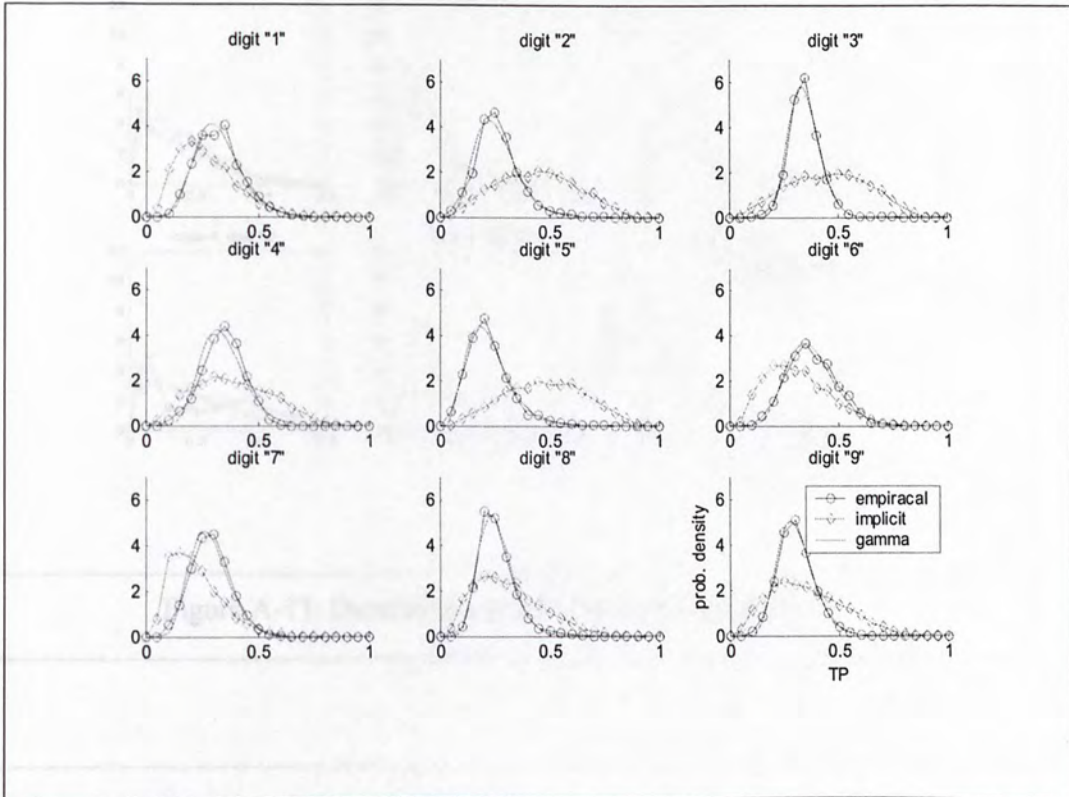 digit "1" digit "2" digit "3"
6 6 6
4 4 4
2 2 2
0 0 0
0 0.5 1 0 0.5 1 0 0.5 1
digit "4" digit "5" digit "6"
6 6 6
4 4 4
2 2 2
0 0 0
0 0.5 1 0 0.5 1 0 0.5 1
digit "7" digit "8" digit "9"
6 6 6
4 4 4
2 2 2
0 0 0
0 0.5 1 0 0.5 1 0 0.5 1
prob. density
empiracal
implicit
gamma
TP